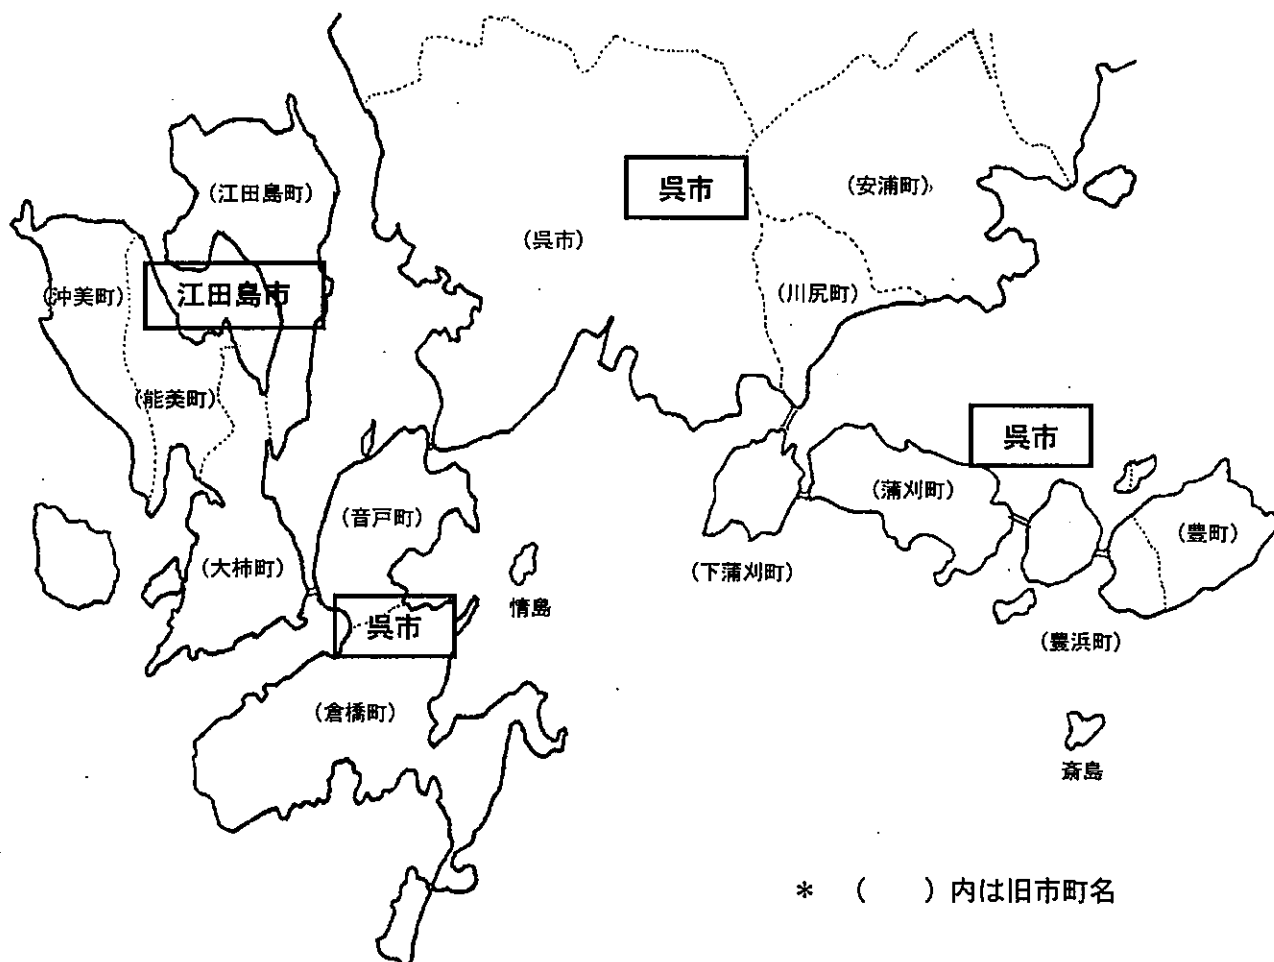 呉市
(安浦町)
(江田島町)
(呉市)
(沖美町)
江田島市
(川尻町)
(能美町)
呉市
(蒲刈町)
(音戸町)
(豊町)
(大柿町)
(下蒲刈町)
情島
呉市
(豊浜町)
(倉橋町)
斎島
* ( )内は旧市町名